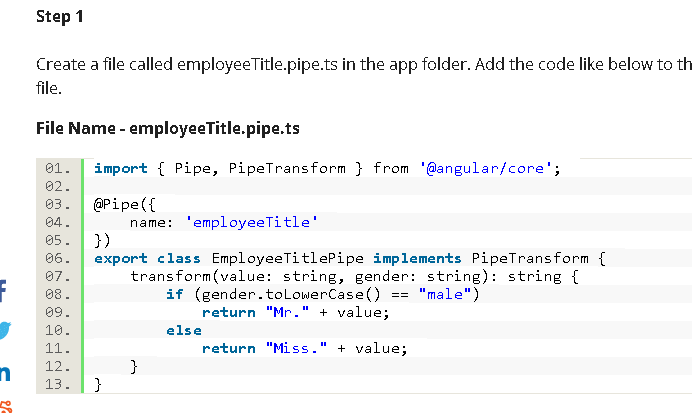 Step 1
Create a file called employeeTitle.pipe.ts in the app folder. Add the code like below to th
file.
File Name - employeeTitle.pipe.ts
01. import { Pipe, PipeTransform } from '@angular/core';
02.
03. @Pipe({
04.     name: 'employeeTitle'
05. })
06. export class EmployeeTitlePipe implements PipeTransform {
07.     transform(value: string, gender: string): string {
08.         if (gender.toLowerCase() == "male")
09.             return "Mr." + value;
10.         else
11.             return "Miss." + value;
12.     }
13. }